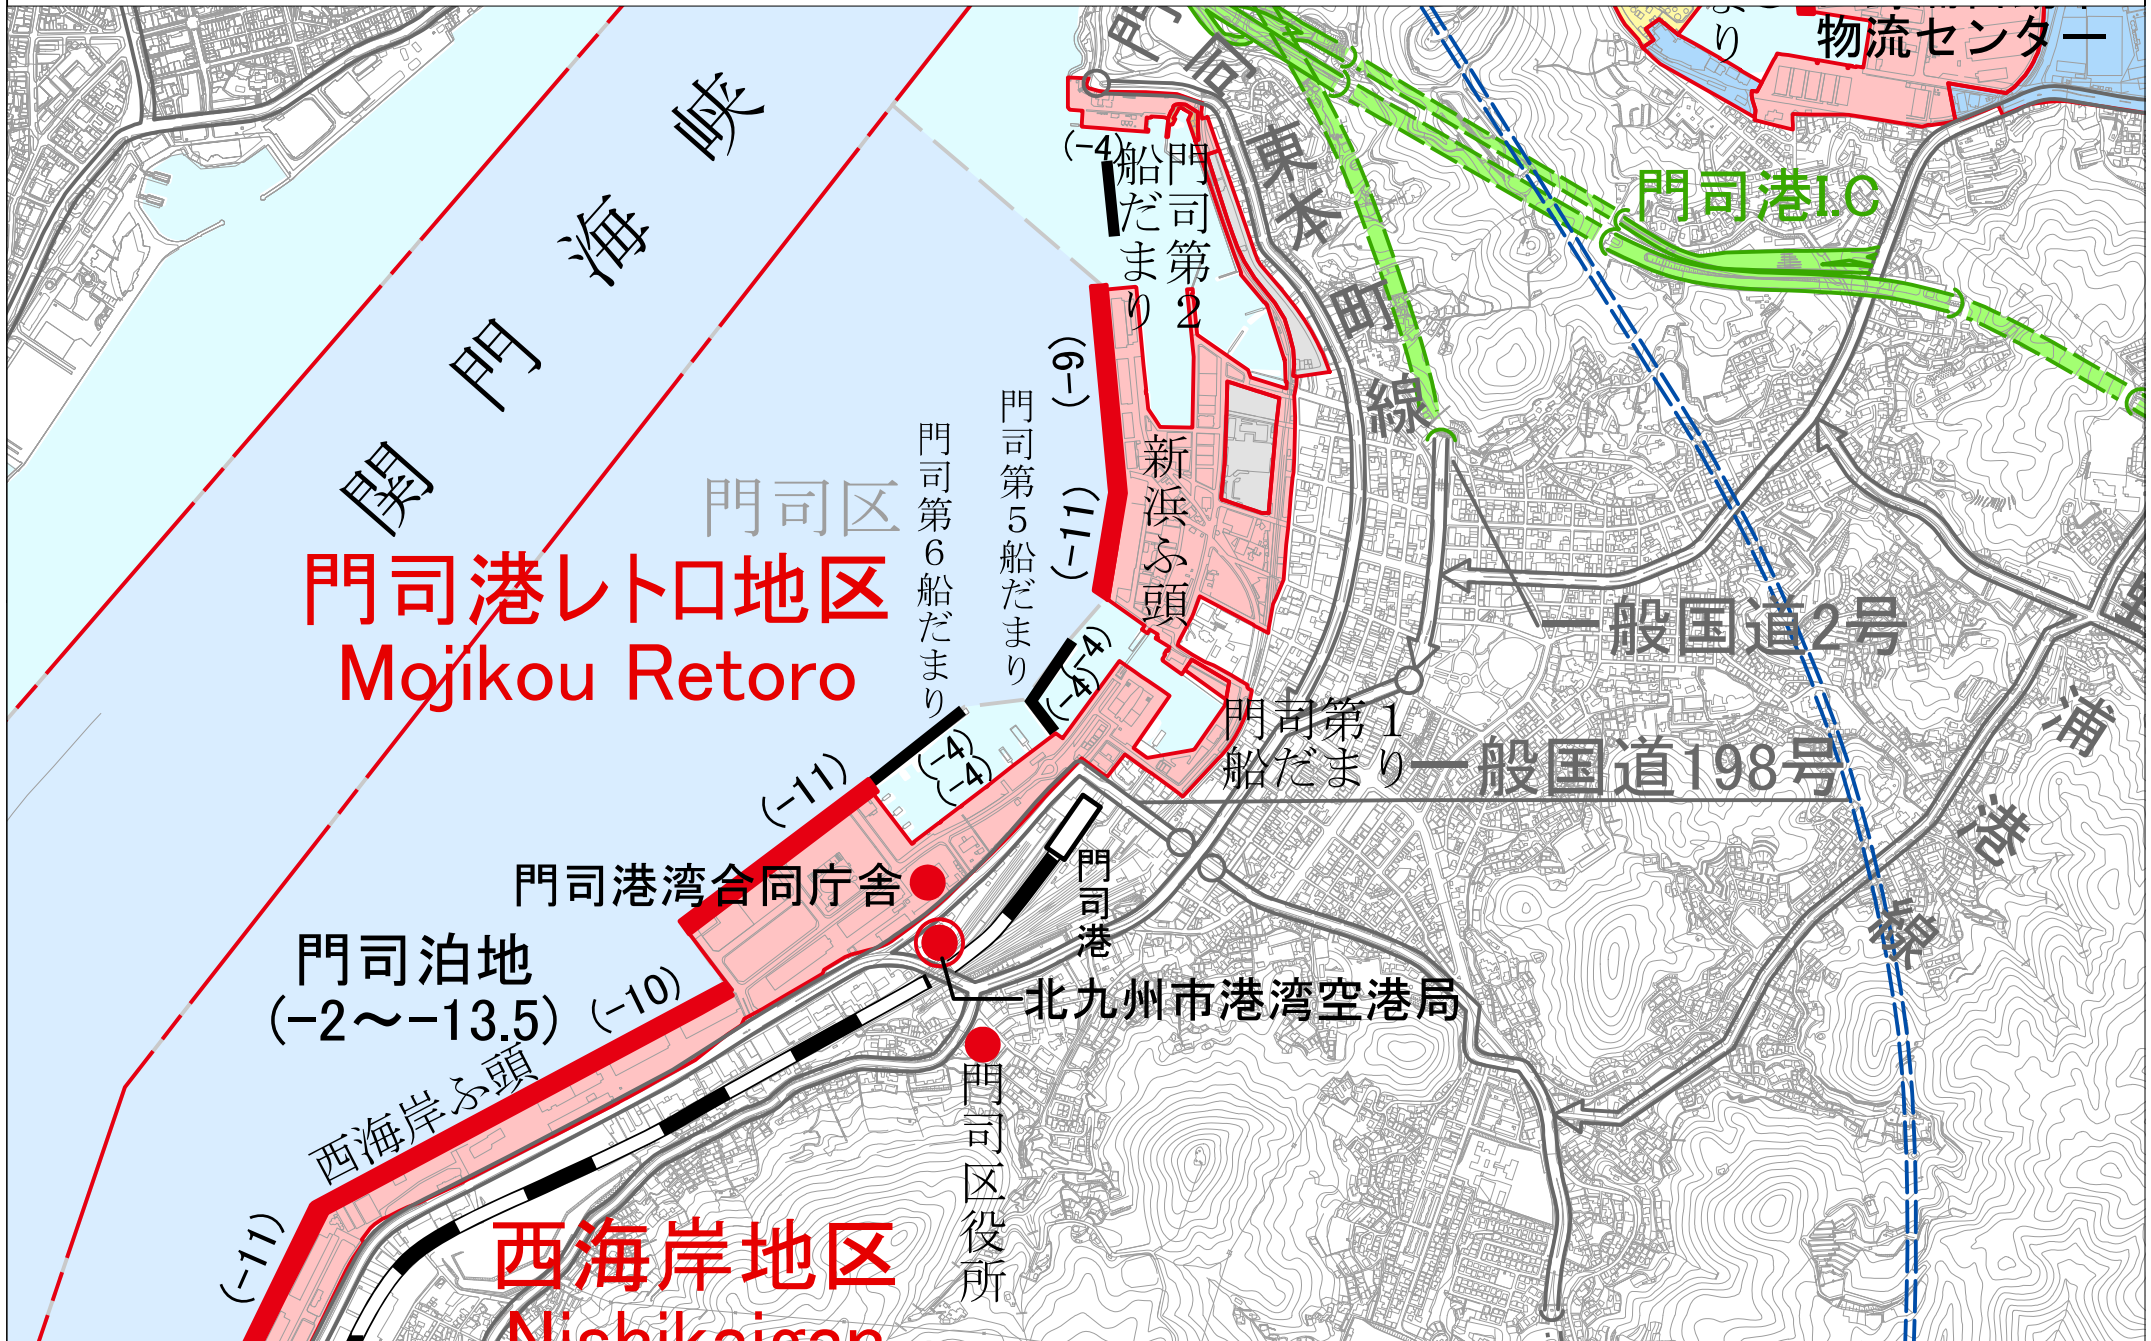 物流センター
門司
東本町線
関門海峡
(-4)
門司第2
船だまり
門司港I.C
(-9)
門司第5船だまり
門司第6船だまり
門司区
新浜ふ頭
(-11)
門司港レトロ地区
Mojikou Retoro
一般国道2号
(-4)
(-4)
門司第1
船だまり
一般国道198号
浦港線
(-4)
(-4)
(-11)
門司港湾合同庁舎
門司港
門司泊地
(-2～-13.5)
(-10)
北九州市港湾空港局
西海岸ふ頭
門司区役所
(-11)
西海岸地区
Nishikaigan